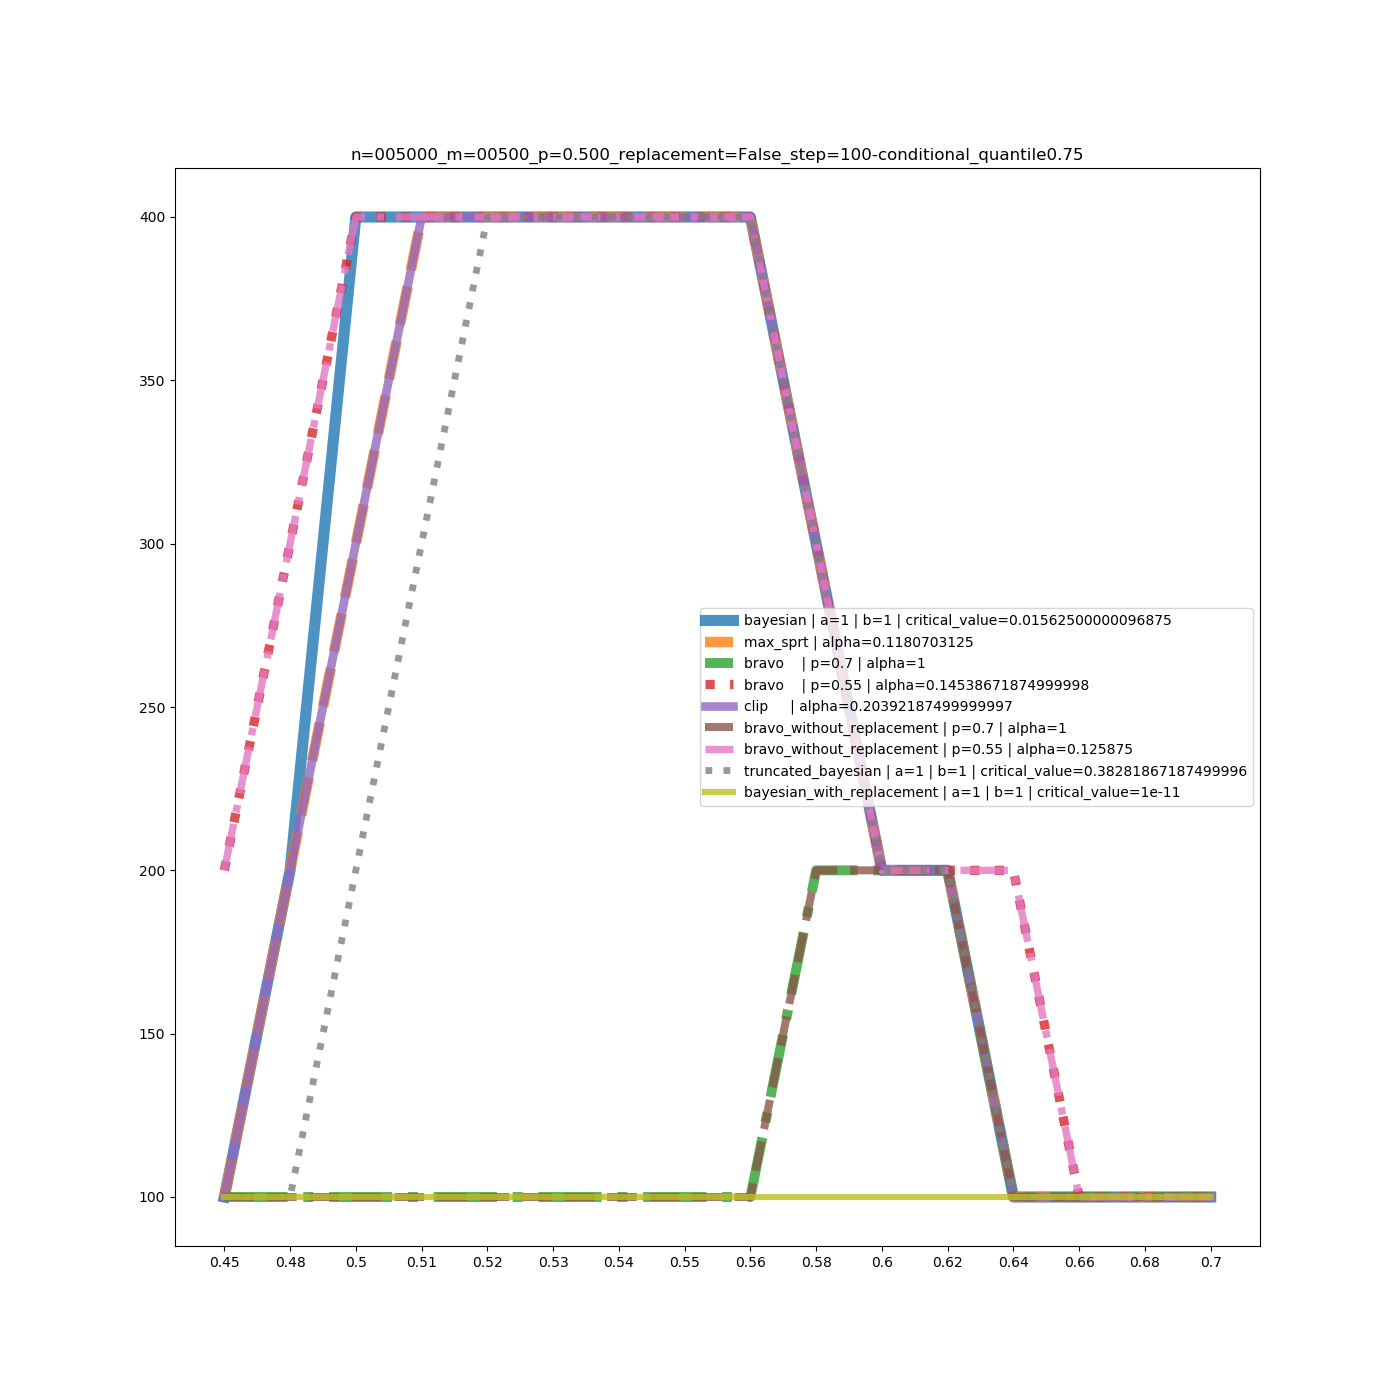 n=005000_m=00500_p=0.500_replacement=False_step=100-conditional_quantile0.75
400
350
300
250
200
150
100
bayesian | a=1 | b=1 | critical_value=0.01562500000096875
max_sprt | alpha=0.1180703125
bravo | p=0.7 | alpha=1
bravo | p=0.55 | alpha=0.14538671874999998
clip | alpha=0.20392187499999997
bravo_without_replacement | p=0.7 | alpha=1
bravo_without_replacement | p=0.55 | alpha=0.125875
truncated_bayesian | a=1 | b=1 | critical_value=0.38281867187499996
bayesian_with_replacement | a=1 | b=1 | critical_value=1e-11
0.45 0.48 0.5 0.51 0.52 0.53 0.54 0.55 0.56 0.58 0.6 0.62 0.64 0.66 0.68 0.7